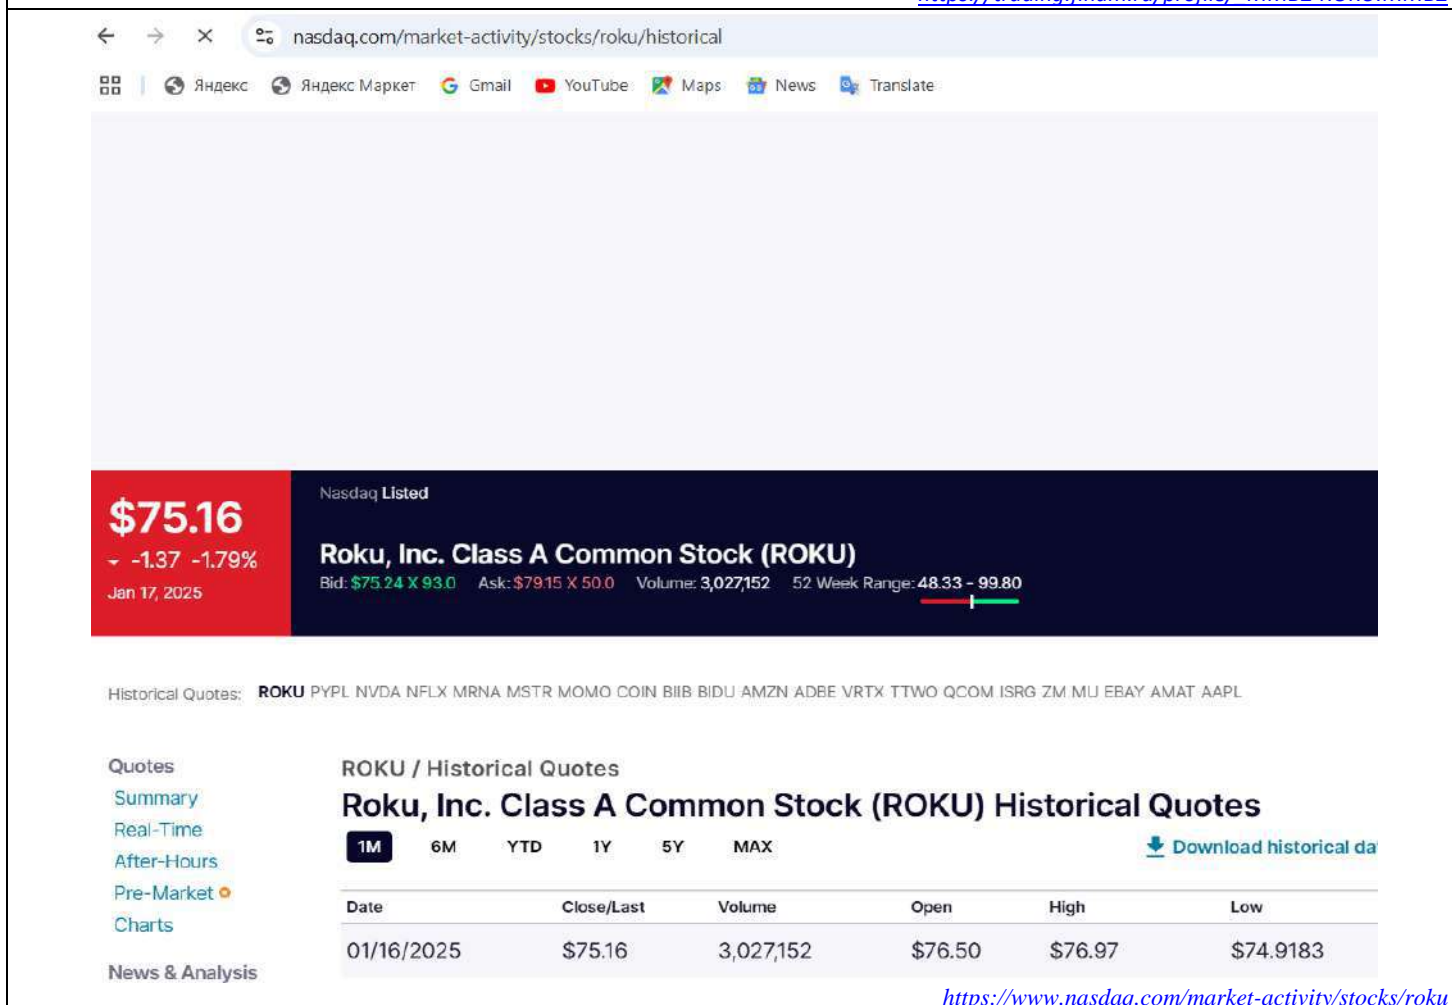 nasdaq.com/market-activity/stocks/roku/historical
Яндекс Яндекс Маркет Gmail YouTube Maps News Translate
$75.16
-1.37 -1.79%
Jan 17, 2025
Nasdaq Listed
Roku, Inc. Class A Common Stock (ROKU)
Bid: $75.24 X 93.0 Ask: $79.15 X 50.0 Volume: 3,027,152 52 Week Range: 48.33 - 99.80
Historical Quotes: ROKU PYPL NVDA NFLX MRNA MSTR MOMO COIN BIIB BIDU AMZN ADBE VRTX TTWO QCOM ISRG ZM MU EBAY AMAT AAPL
Quotes
Summary
Real-Time
After-Hours
Pre-Market
Charts
News & Analysis
ROKU / Historical Quotes
Roku, Inc. Class A Common Stock (ROKU) Historical Quotes
1M 6M YTD 1Y 5Y MAX Download historical da
Date Close/Last Volume Open High Low
01/16/2025 $75.16 3,027,152 $76.50 $76.97 $74.9183
https://www.nasdaq.com/market-activity/stocks/roku